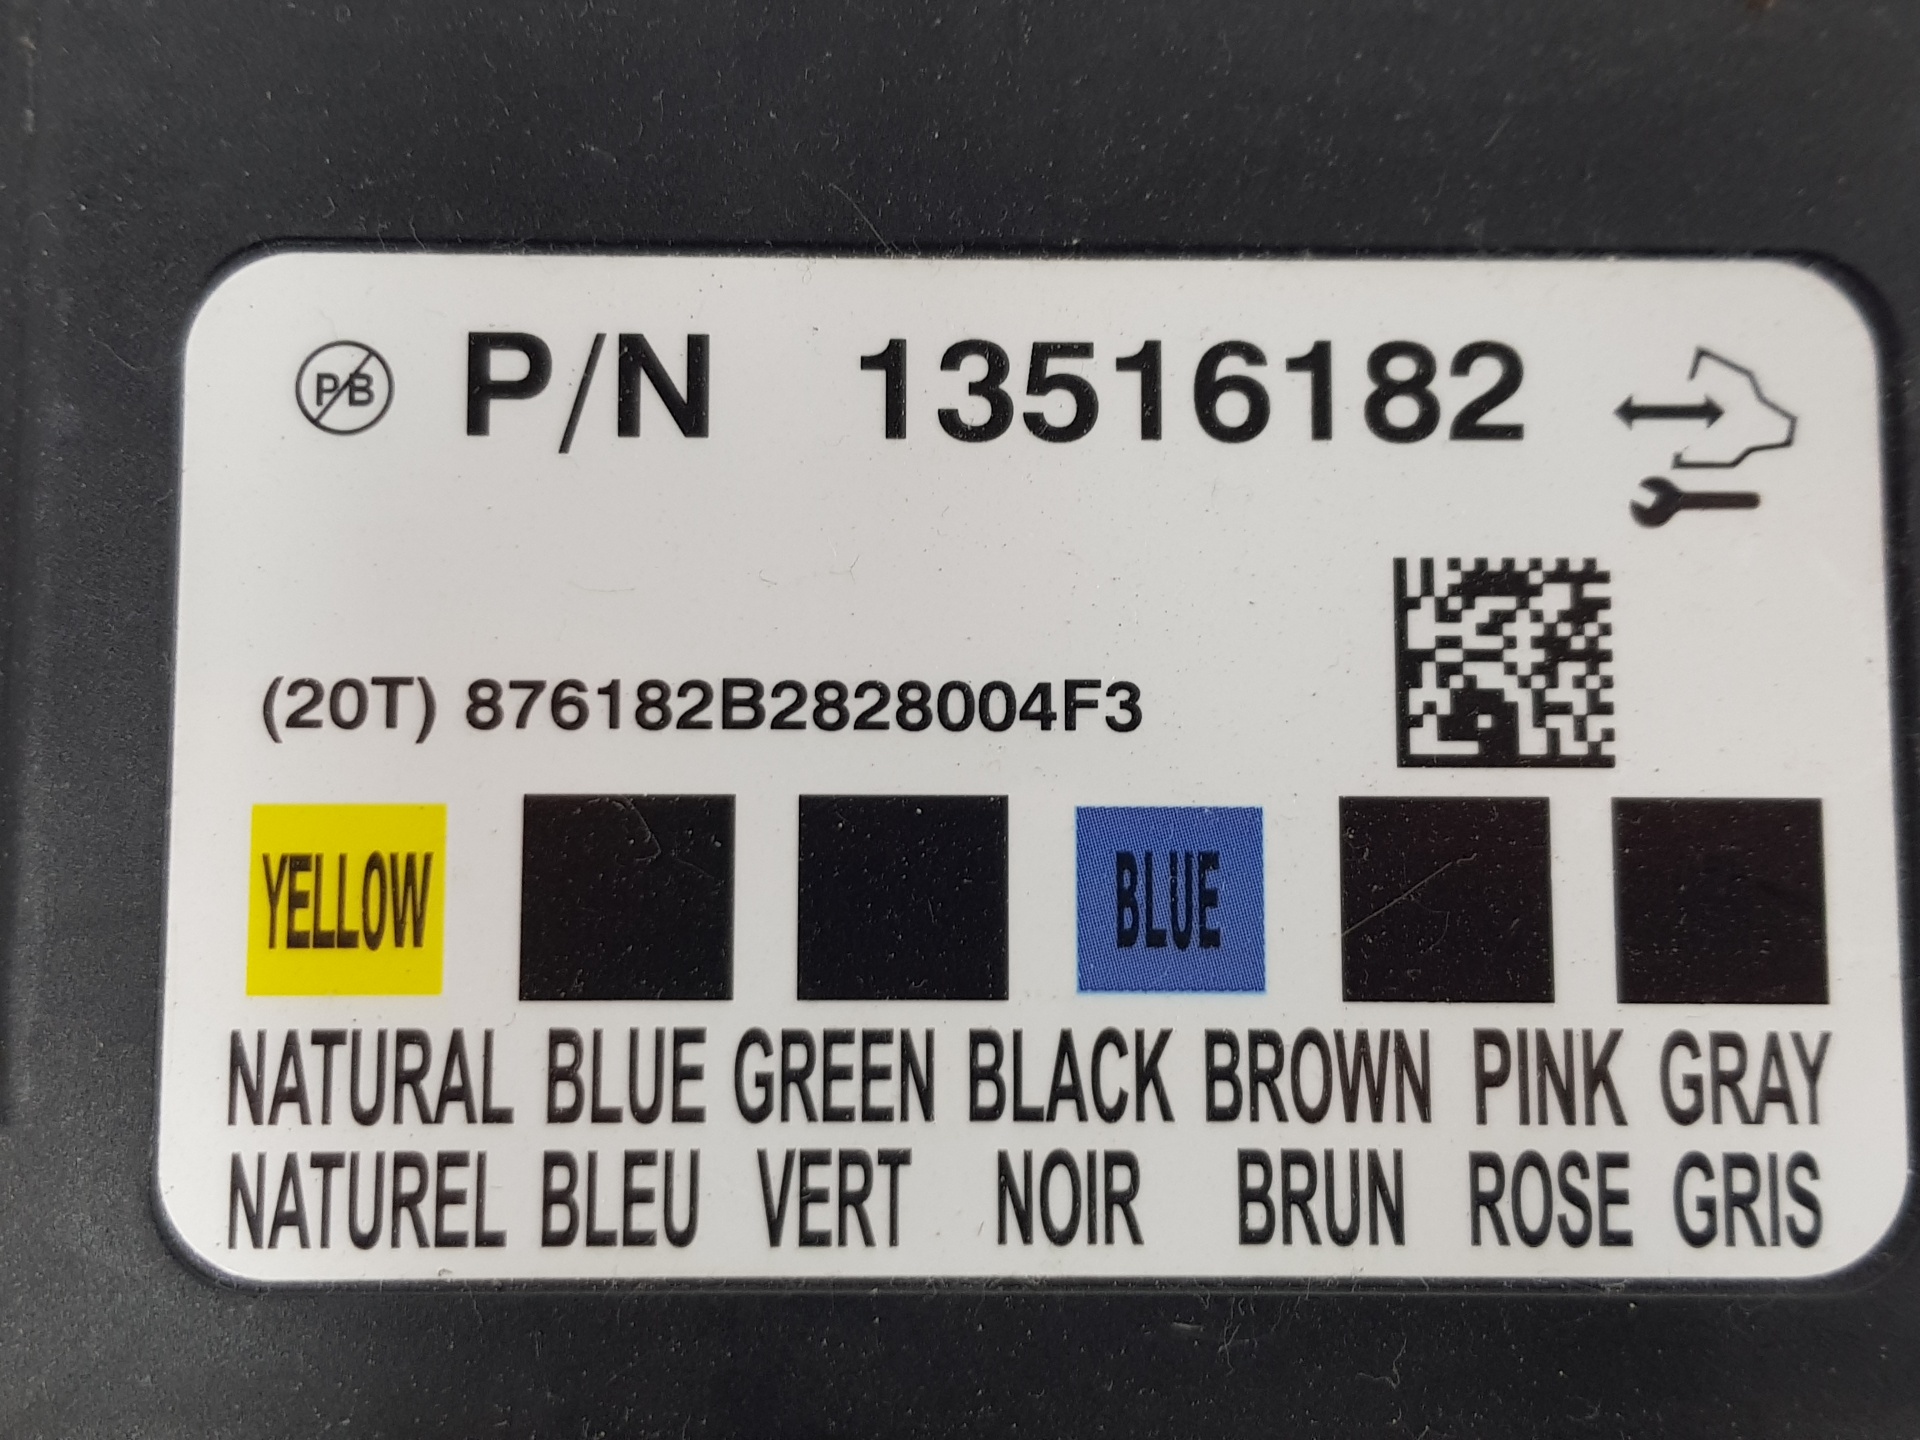 PB P/N 13516182
(20T) 876182B2828004F3
YELLOW BLUE
NATURAL BLUE GREEN BLACK BROWN PINK GRAY
NATUREL BLEU VERT NOIR BRUN ROSE GRIS